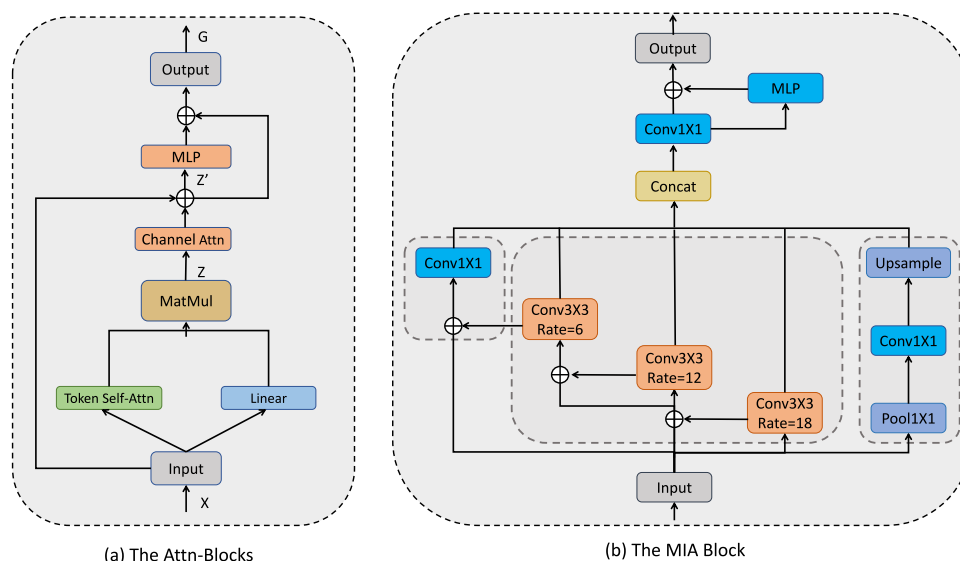 G
Output
MLP
Z’
Channel Attn
Z
MatMul
Token Self-Attn
Linear
Input
X
(a) The Attn-Blocks
Output
MLP
Conv1X1
Concat
Conv1X1
Upsample
Conv3X3
Rate=6
Conv1X1
Conv3X3
Rate=12
Conv3X3
Rate=18
Pool1X1
Input
(b) The MIA Block